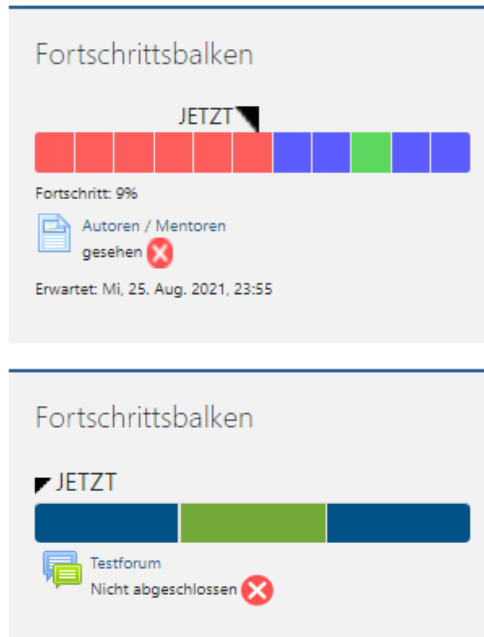 Fortschrittsbalken
JETZT
Fortschritt: 9%
Autoren / Mentoren
gesehen
Erwartet: Mi, 25. Aug. 2021, 23:55
Fortschrittsbalken
JETZT
Testforum
Nicht abgeschlossen